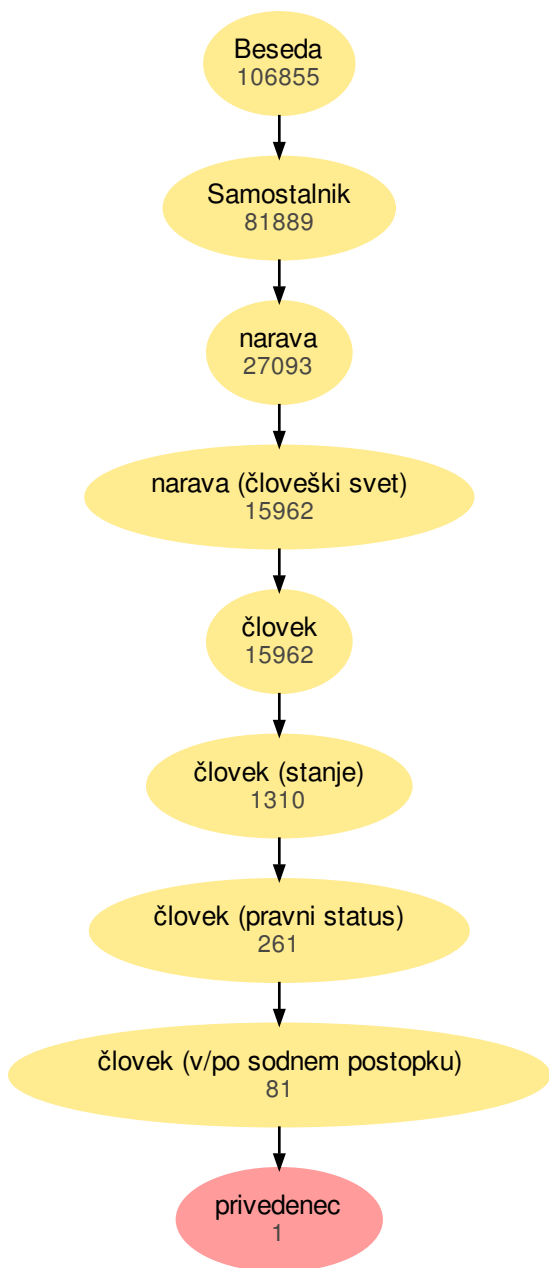 Beseda
106855
Samostalnik
81889
narava
27093
narava (človeški svet)
15962
človek
15962
človek (stanje)
1310
človek (pravni status)
261
človek (v/po sodnem postopku)
81
privedenec
1